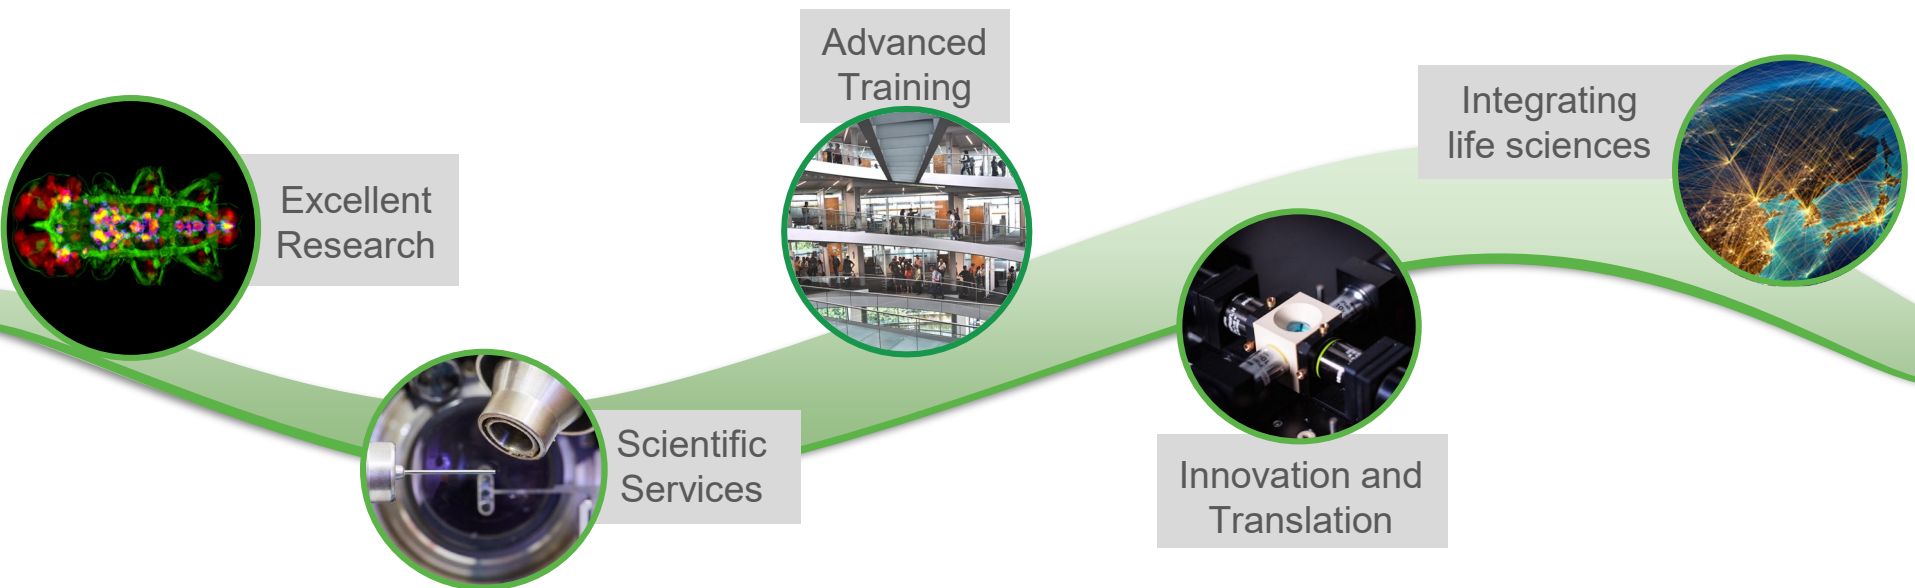 Excellent
Research
Scientific
Services
Advanced
Training
Innovation and
Translation
Integrating
life sciences